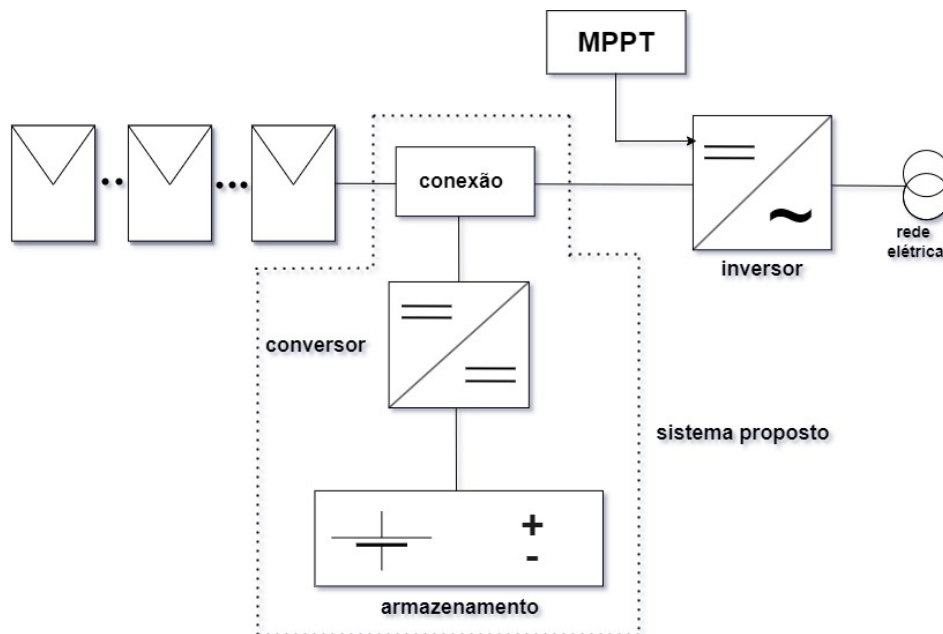 MPPT
conexão
rede
elétrica
inversor
conversor
sistema proposto
+
-
armazenamento